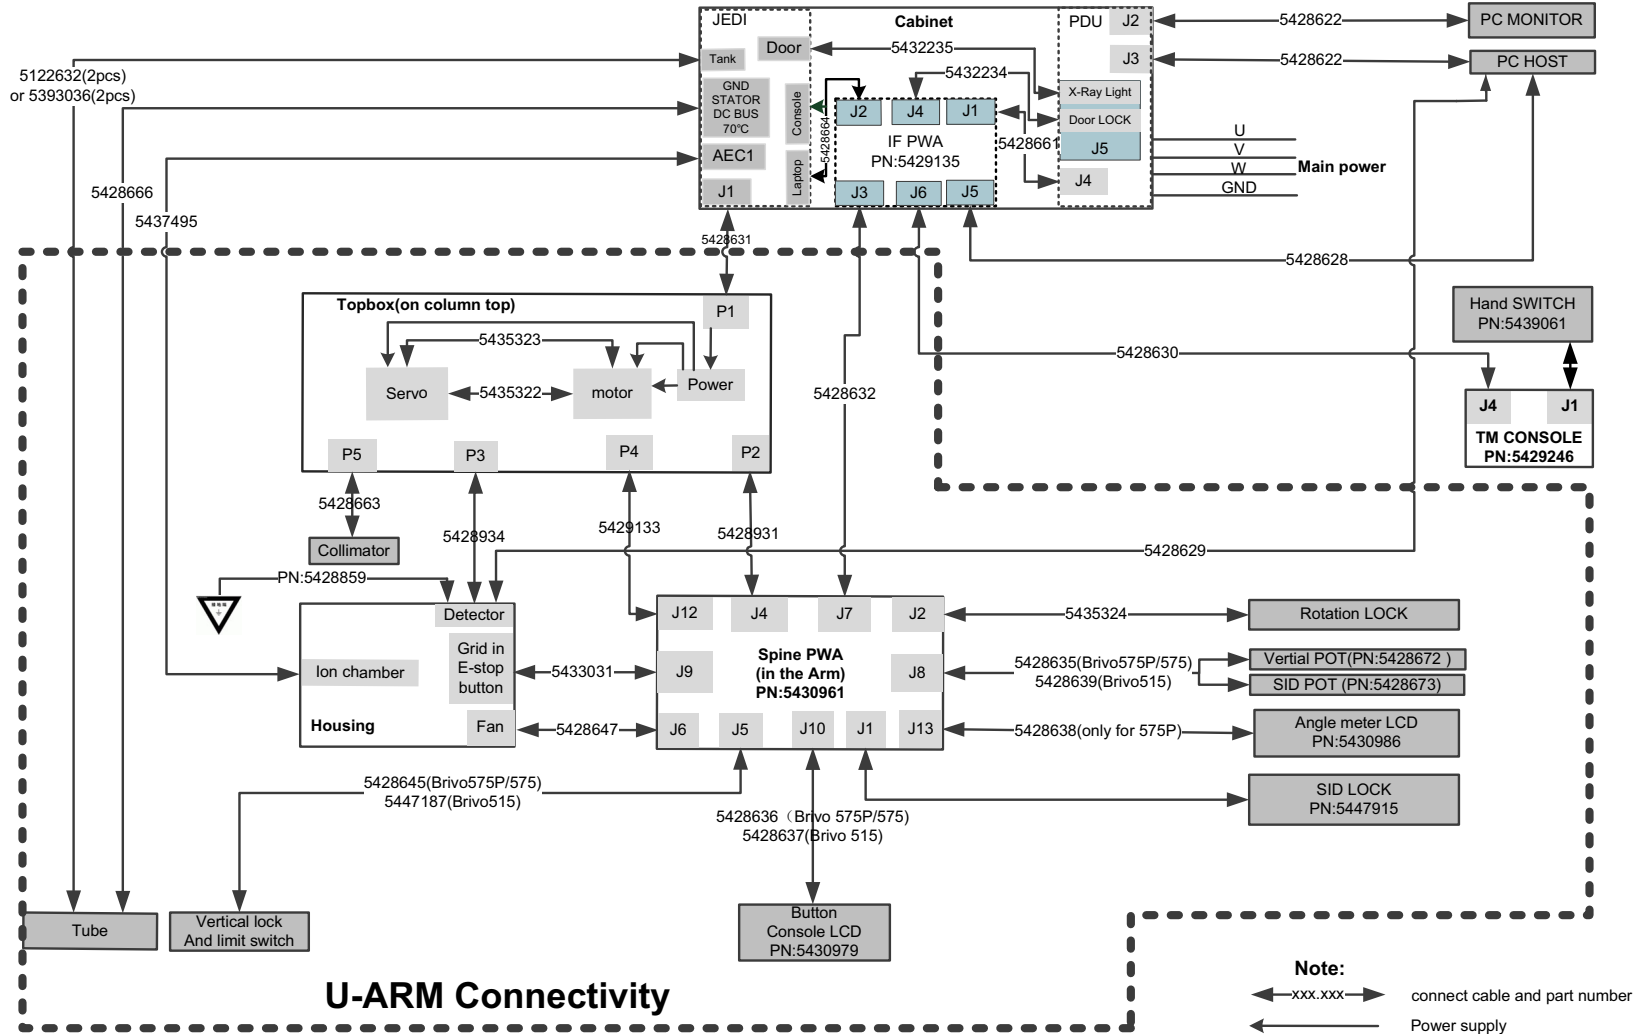 JEDI
Cabinet
PDU
J2
5428622
PC MONITOR
Door
5432235
J3
5428622
PC HOST
Tank
5122632(2pcs)
or 5393036(2pcs)
5432234
GND
STATOR
DC BUS
70℃
Console
5428664
J2
J4
J1
X-Ray Light
Door LOCK
IF PWA
PN:5429135
5428661
J5
U
V
W
GND
Main power
AEC1
Laptop
J4
5428666
J1
J3
J6
J5
5437495
5428631
5428628
Topbox(on column top)
P1
Hand SWITCH
PN:5439061
5435323
5428630
Servo
5435322
motor
Power
5428632
J4
J1
TM CONSOLE
PN:5429246
P5
P3
P4
P2
5428663
5428934
5429133
5428931
Collimator
5428629
PN:5428859
Detector
J12
J4
J7
J2
5435324
Rotation LOCK
Grid in
E-stop
button
Ion chamber
5433031
J9
Spine PWA
(in the Arm)
PN:5430961
J8
5428635(Brivo575P/575)
5428639(Brivo515)
Vertial POT(PN:5428672 )
SID POT (PN:5428673)
Housing
Fan
5428647
J6
J5
J10
J1
J13
5428638(only for 575P)
Angle meter LCD
PN:5430986
5428645(Brivo575P/575)
5447187(Brivo515)
SID LOCK
PN:5447915
5428636（Brivo 575P/575)
5428637(Brivo 515)
Tube
Vertical lock
And limit switch
Button
Console LCD
PN:5430979
U-ARM Connectivity
Note:
xxx.xxx
connect cable and part number
Power supply